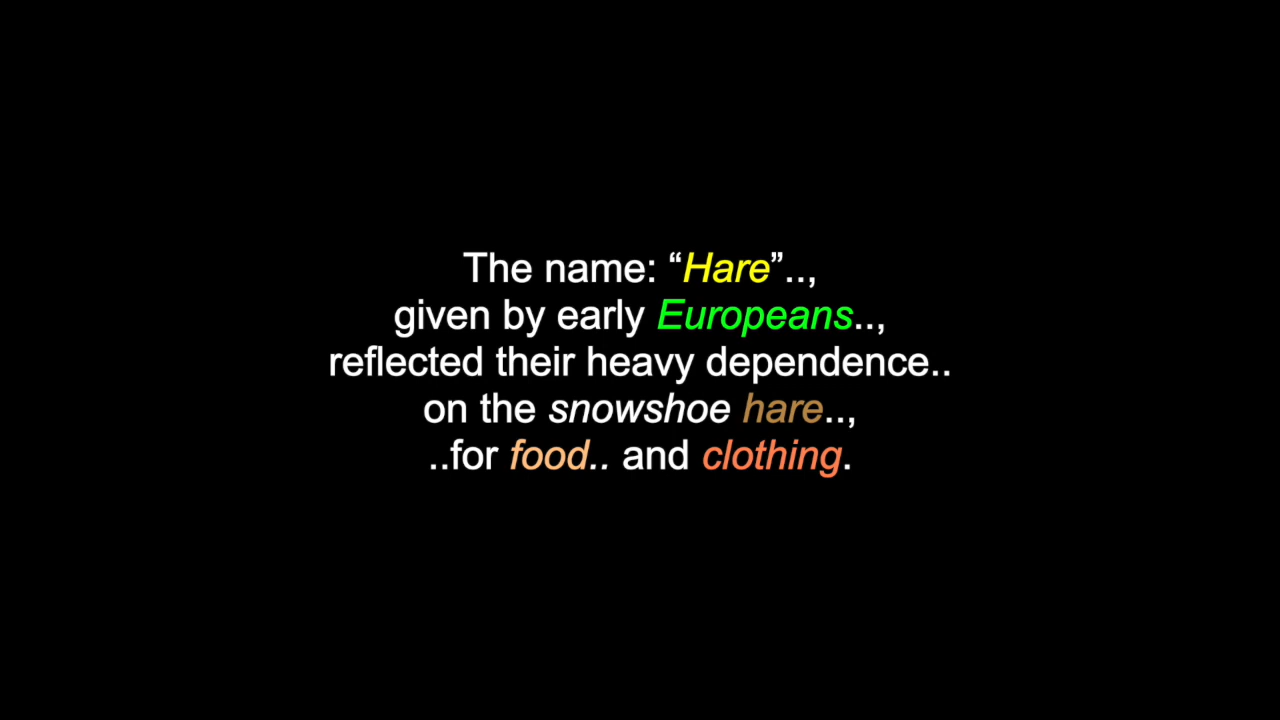 The name: “Hare”..,
given by early Europeans..,
reflected their heavy dependence..
on the snowshoe hare..,
..for food.. and clothing.